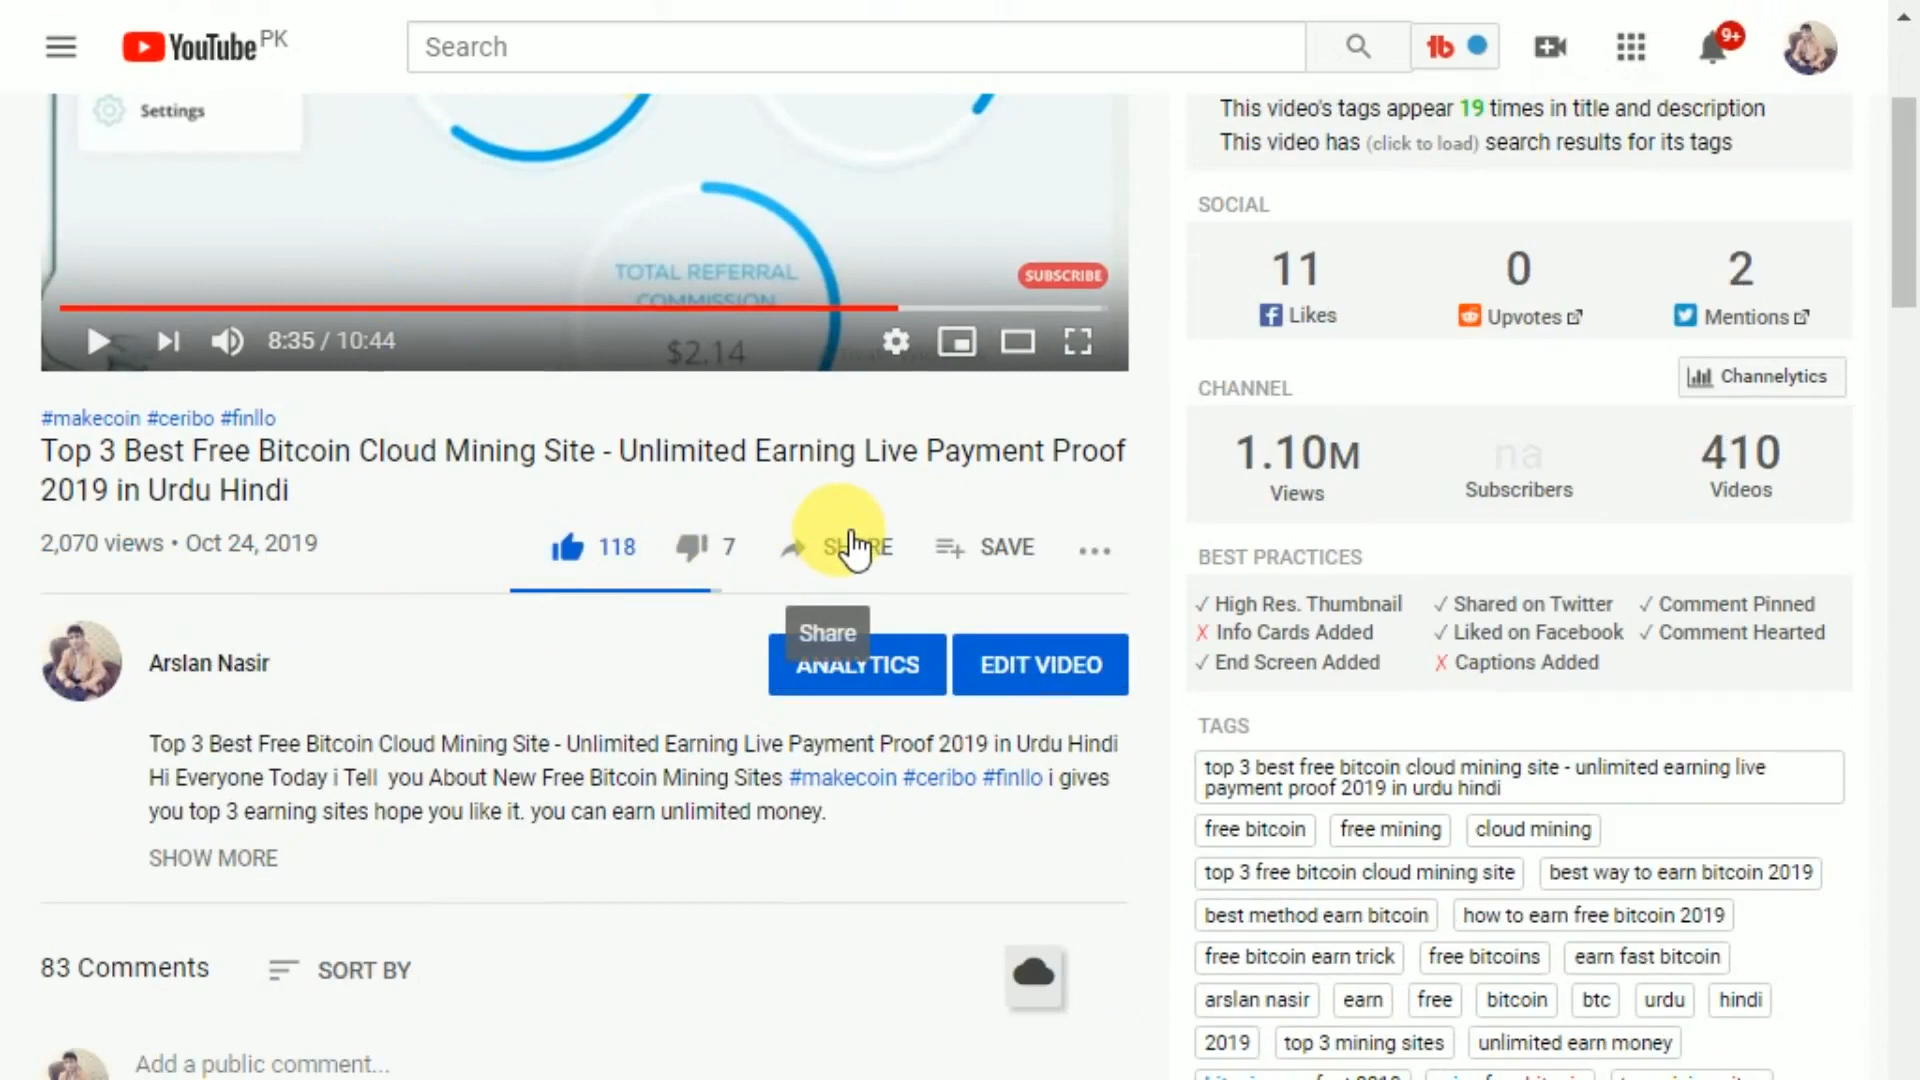 YouTube PK
Search
tb
9+
Settings
TOTAL REFERRAL
COMMISSION
$2.14
SUBSCRIBE
8:35 / 10:44
#makecoin #ceribo #finllo
Top 3 Best Free Bitcoin Cloud Mining Site - Unlimited Earning Live Payment Proof
2019 in Urdu Hindi
2,070 views • Oct 24, 2019
118
7
SHARE
SAVE
Share
Arslan Nasir
ANALYTICS
EDIT VIDEO
Top 3 Best Free Bitcoin Cloud Mining Site - Unlimited Earning Live Payment Proof 2019 in Urdu Hindi
Hi Everyone Today i Tell you About New Free Bitcoin Mining Sites #makecoin #ceribo #finllo i gives
you top 3 earning sites hope you like it. you can earn unlimited money.
SHOW MORE
83 Comments
SORT BY
Add a public comment...
This video's tags appear 19 times in title and description
This video has (click to load) search results for its tags
SOCIAL
11
Likes
0
Upvotes
2
Mentions
CHANNEL
Channelytics
1.10M
Views
na
Subscribers
410
Videos
BEST PRACTICES
✓ High Res. Thumbnail ✓ Shared on Twitter ✓ Comment Pinned
X Info Cards Added ✓ Liked on Facebook ✓ Comment Hearted
✓ End Screen Added X Captions Added
TAGS
top 3 best free bitcoin cloud mining site - unlimited earning live
payment proof 2019 in urdu hindi
free bitcoin free mining cloud mining
top 3 free bitcoin cloud mining site best way to earn bitcoin 2019
best method earn bitcoin how to earn free bitcoin 2019
free bitcoin earn trick free bitcoins earn fast bitcoin
arslan nasir earn free bitcoin btc urdu hindi
2019 top 3 mining sites unlimited earn money